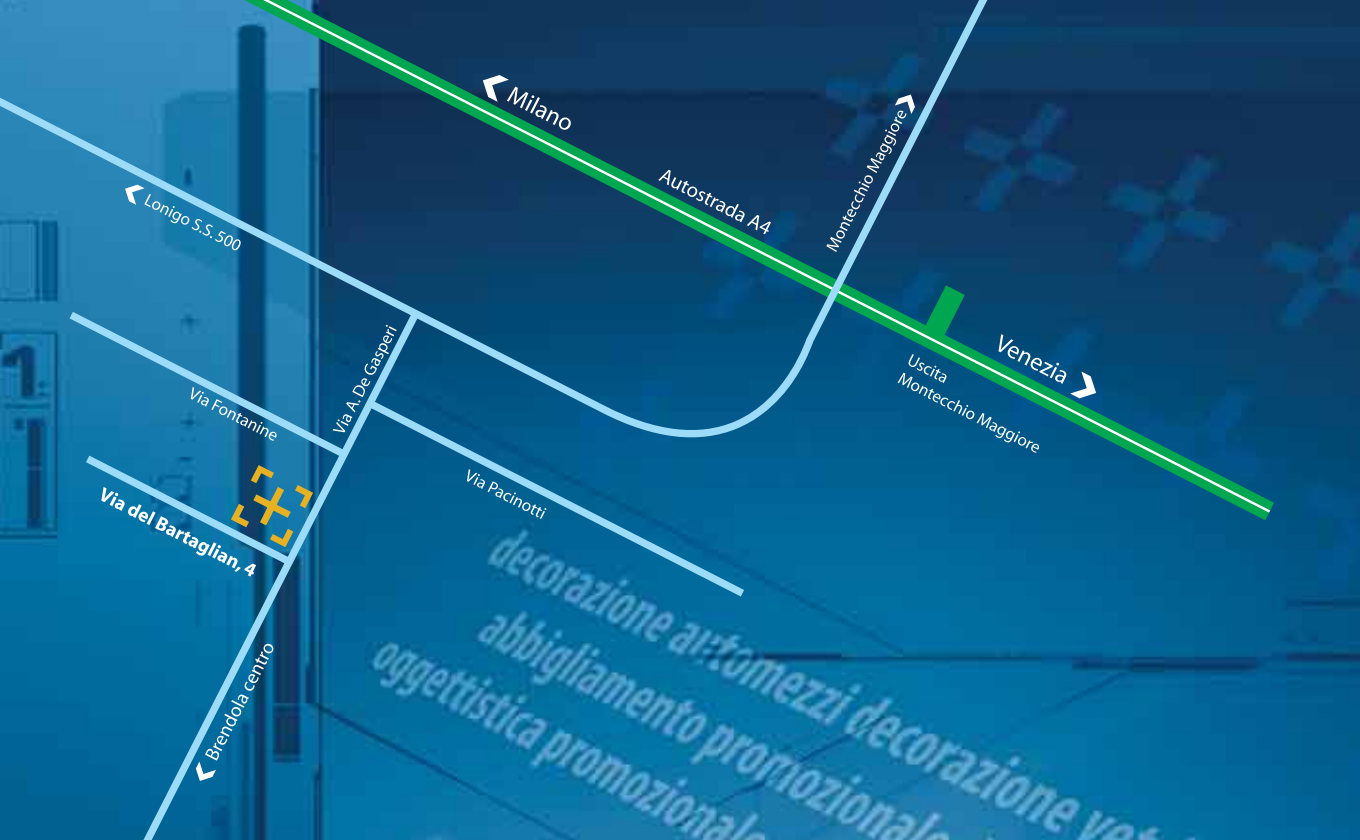 Milano
Autostrada A4
Montecchio Maggiore
Lonigo S.S. 500
Venezia
Uscita
Montecchio Maggiore
Via A. De Gasperi
Via Fontanine
Via Pacinotti
Via del Bartaglian, 4
Brendola centro
decorazione automezzi decorazione
abbigliamento promozionale
oggettistica promozionale